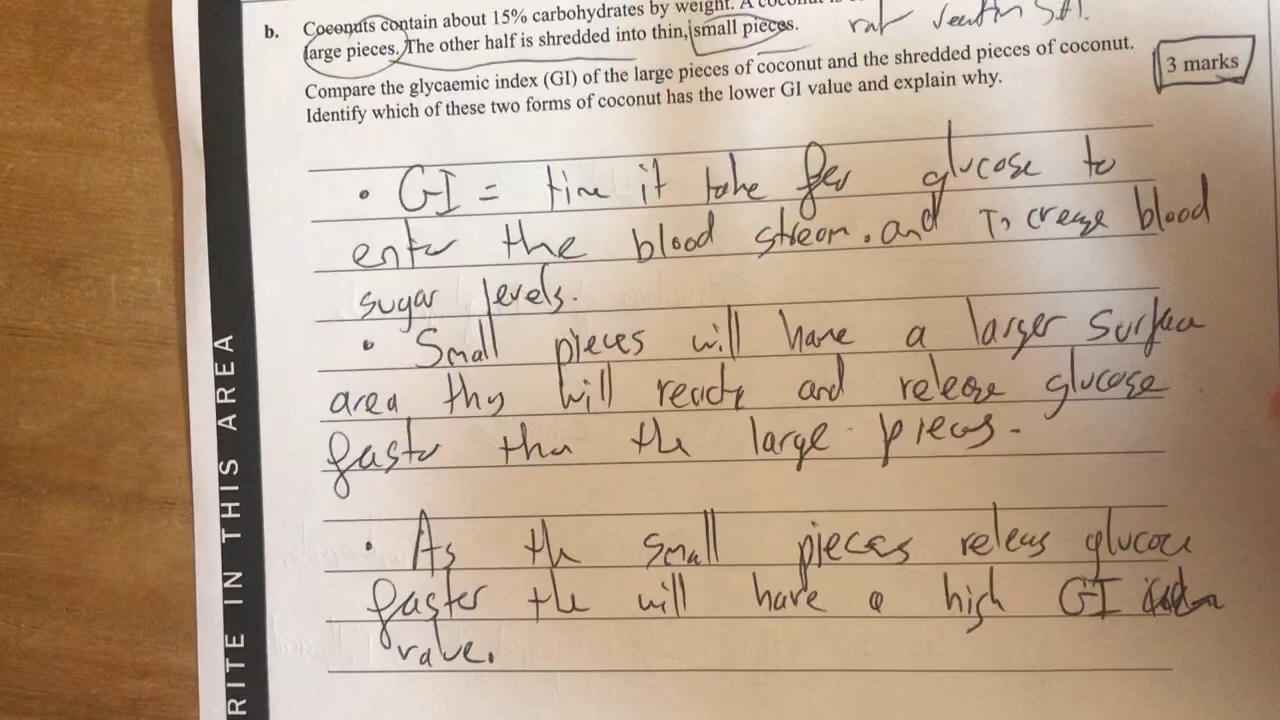 b. Coconuts contain about 15% carbohydrates by weight. A coconut is
large pieces. The other half is shredded into thin, small pieces.
Compare the glycaemic index (GI) of the large pieces of coconut and the shredded pieces of coconut.
Identify which of these two forms of coconut has the lower GI value and explain why.
3 marks
• GI = time it take for glucose to
enter the blood stream. and blood
sugar levels.
• Small pieces will have a larger surface
area, thy will react and release glucose
faster than the large pieces.
• As the small pieces releas glucose
faster the will have a high GI
value.
RITE IN THIS AREA